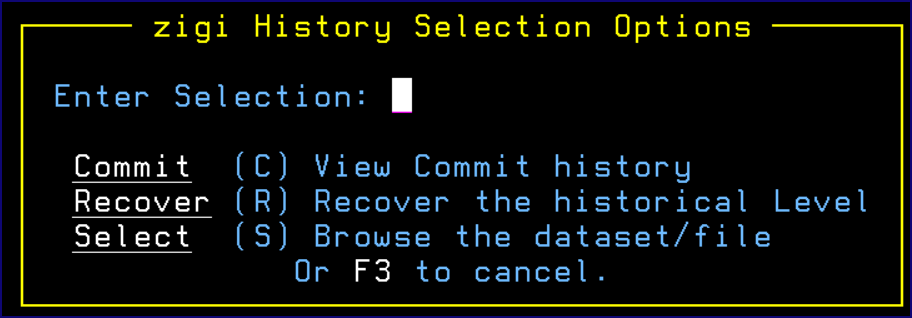 zigi History Selection Options
Enter Selection:
Commit (C) View Commit history
Recover (R) Recover the historical Level
Select (S) Browse the dataset/file
Or F3 to cancel.